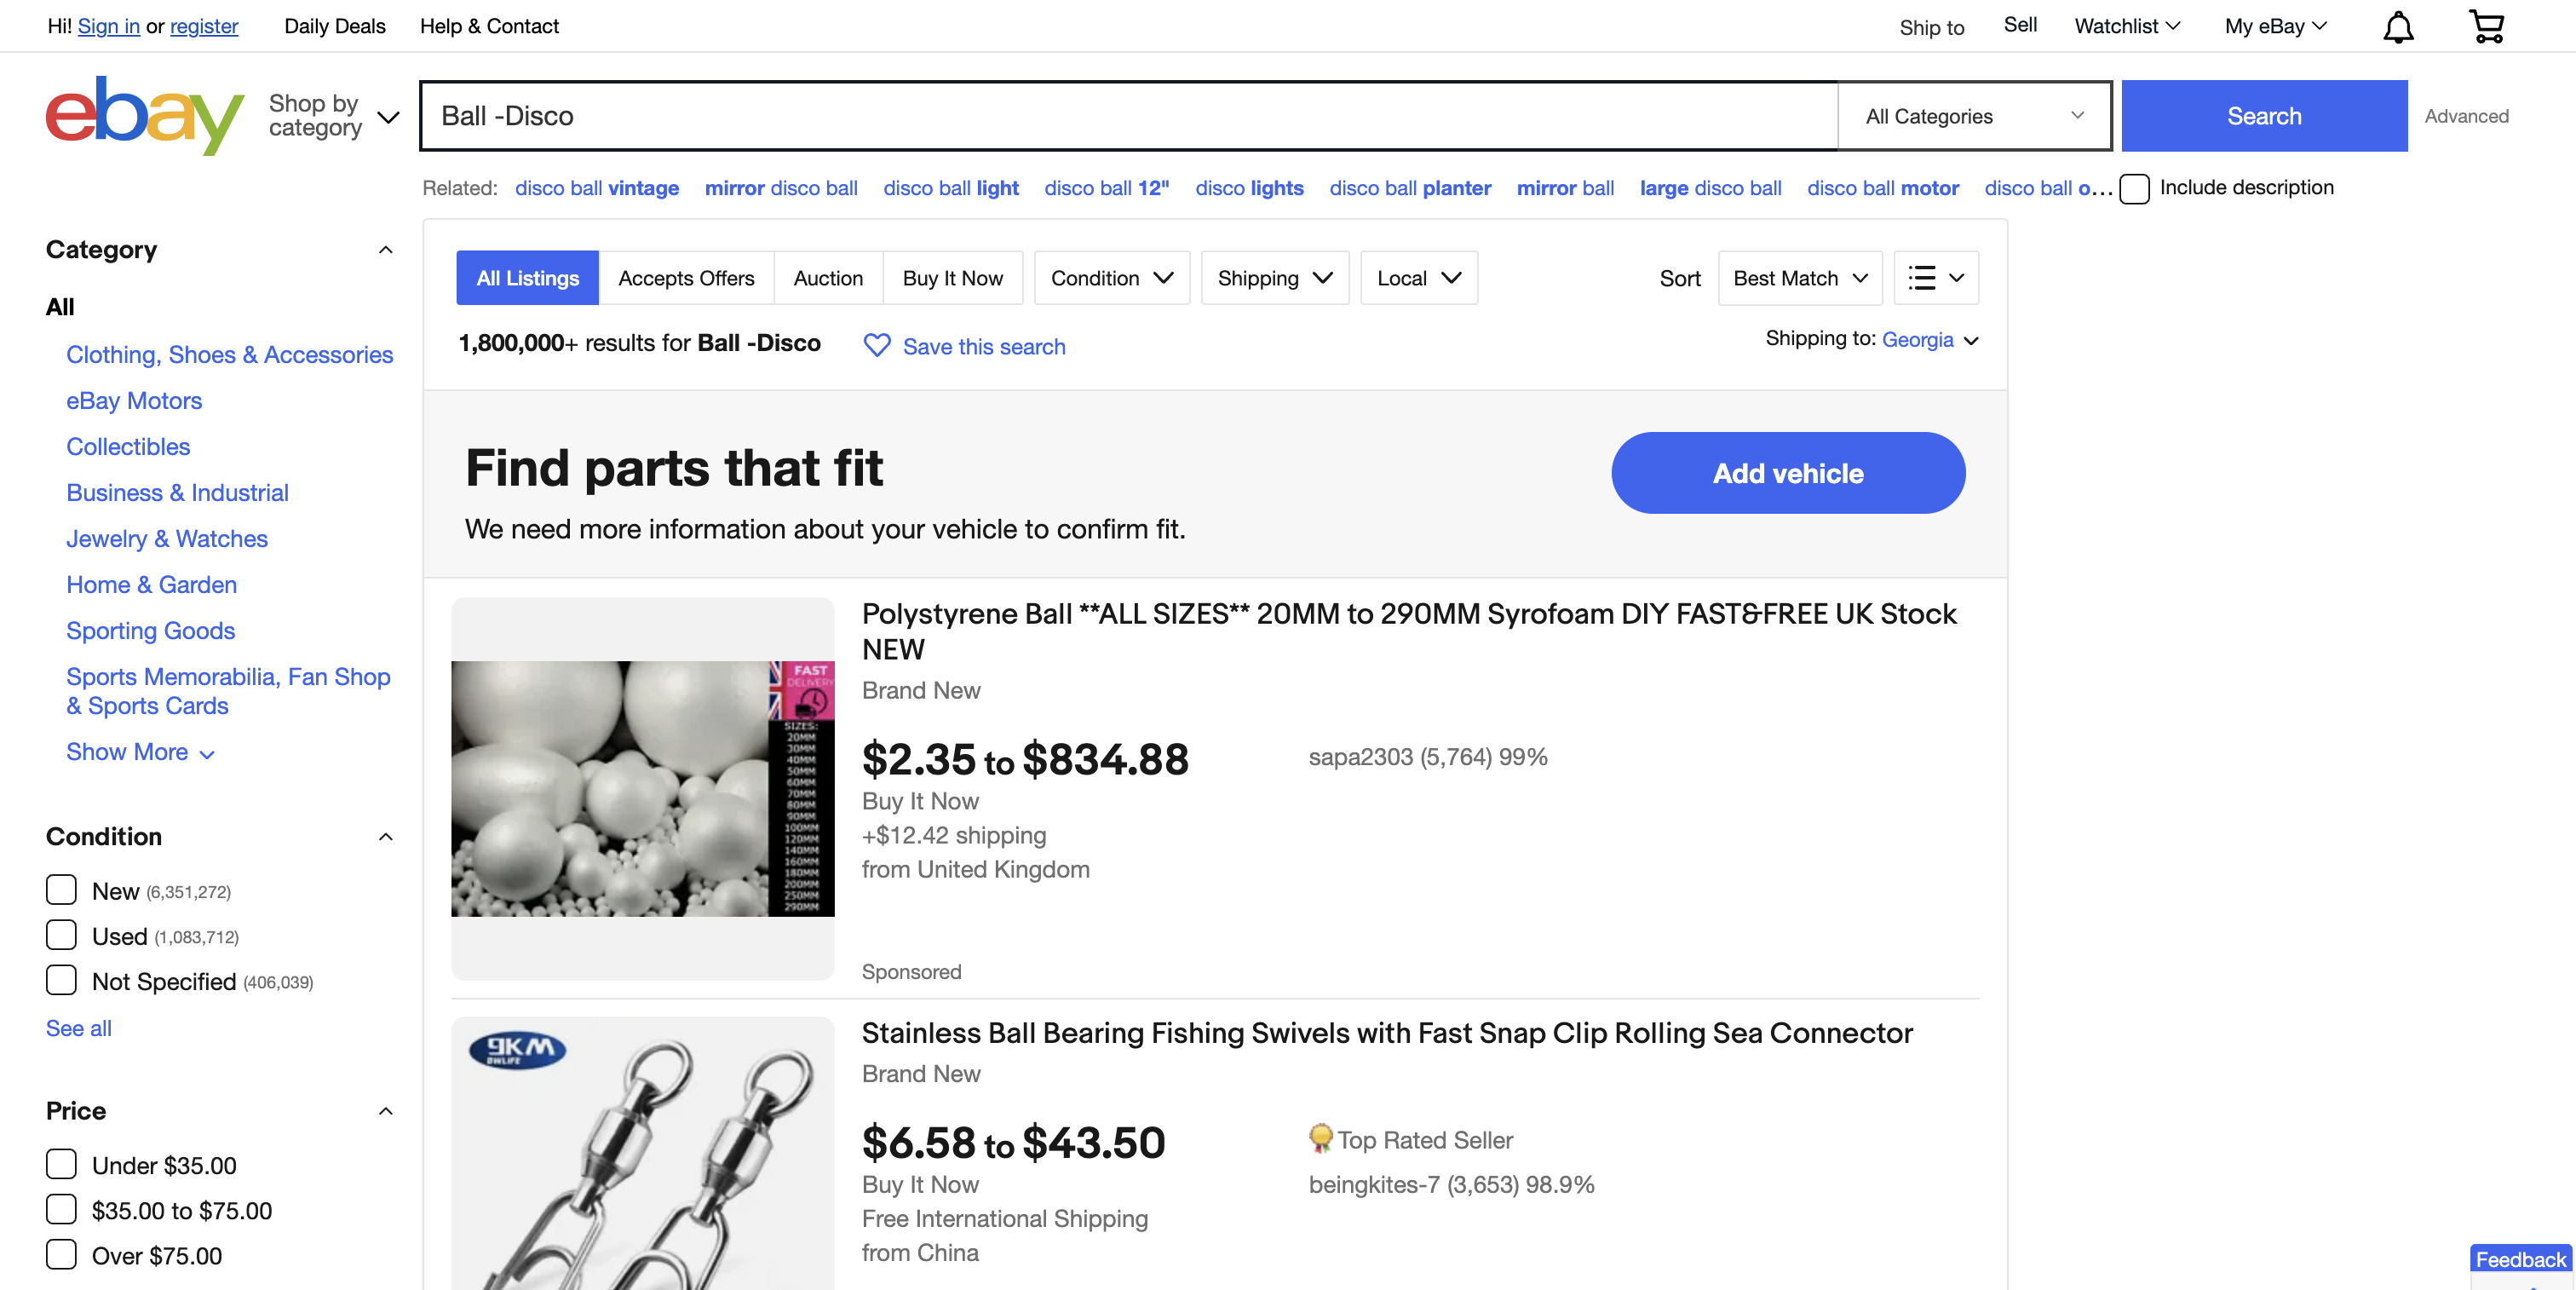 Hi! Sign in or register Daily Deals Help & Contact Ship to Sell Watchlist My eBay
ebay Shop by category Ball -Disco All Categories Search Advanced
Related: disco ball vintage mirror disco ball disco ball light disco ball 12" disco lights disco ball planter mirror ball large disco ball disco ball motor disco ball o... Include description
Category
All
Clothing, Shoes & Accessories
eBay Motors
Collectibles
Business & Industrial
Jewelry & Watches
Home & Garden
Sporting Goods
Sports Memorabilia, Fan Shop
& Sports Cards
Show More
Condition
New (6,351,272)
Used (1,083,712)
Not Specified (406,039)
See all
Price
Under $35.00
$35.00 to $75.00
Over $75.00
All Listings Accepts Offers Auction Buy It Now Condition Shipping Local Sort Best Match
1,800,000+ results for Ball -Disco Save this search Shipping to: Georgia
Find parts that fit
We need more information about your vehicle to confirm fit.
Add vehicle
FAST
DELIVERY
SIZES:
20MM
30MM
40MM
50MM
60MM
70MM
80MM
90MM
100MM
120MM
140MM
160MM
180MM
200MM
250MM
290MM
Polystyrene Ball **ALL SIZES** 20MM to 290MM Syrofoam DIY FAST&FREE UK Stock
NEW
Brand New
$2.35 to $834.88
Buy It Now
+$12.42 shipping
from United Kingdom
sapa2303 (5,764) 99%
Sponsored
9KM
DWLIFE
Stainless Ball Bearing Fishing Swivels with Fast Snap Clip Rolling Sea Connector
Brand New
$6.58 to $43.50
Buy It Now
Free International Shipping
from China
Top Rated Seller
beingkites-7 (3,653) 98.9%
Feedback